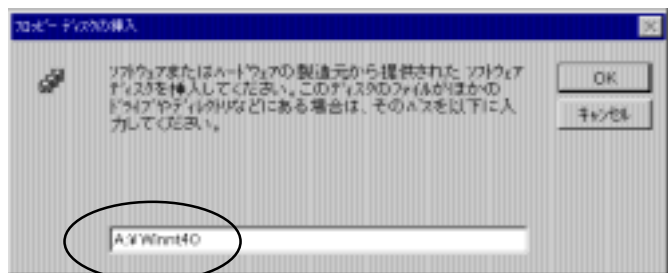 フロッピー ディスクの挿入
ソフトウェアまたはハードウェアの製造元から提供された ソフトウェア
ディスクを挿入してください。このディスクのファイルがほかの
ドライブやディレクトリなどにある場合は、そのパスを以下に入
力してください。
OK
キャンセル
A:¥Winnt40